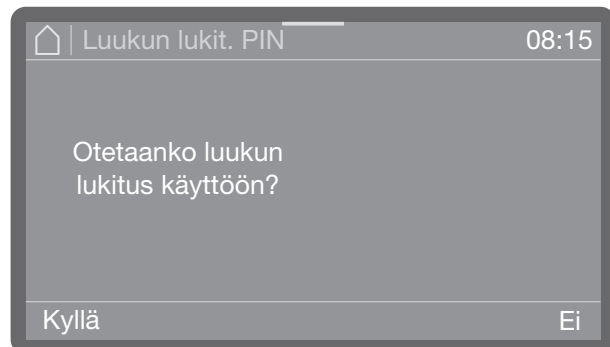 Luukun lukit. PIN 08:15
Otetaanko luukun
lukitus käyttöön?
Kyllä Ei